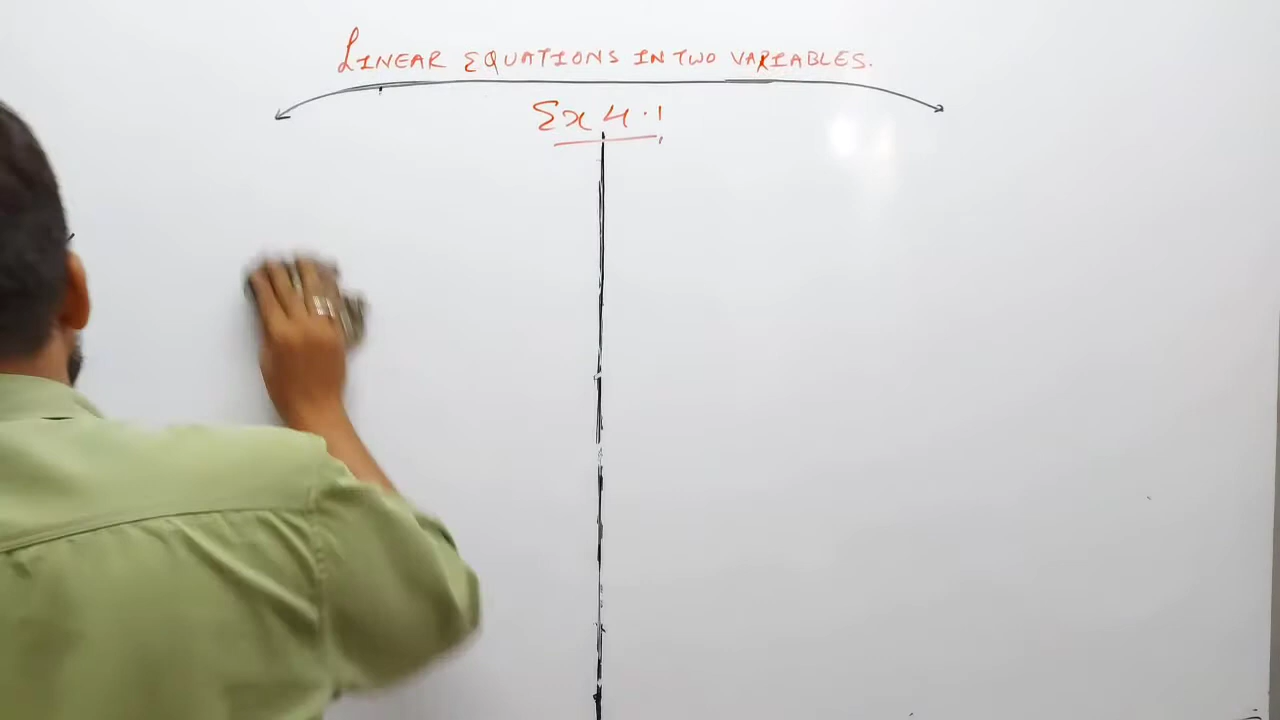 LINEAR EQUATIONS IN TWO VARIABLES.
Ex 4.1